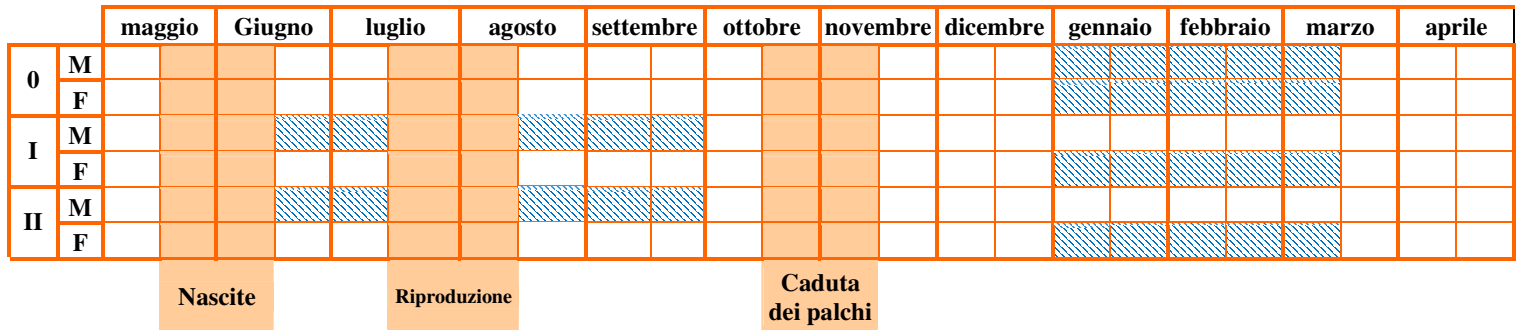 maggio Giugno luglio agosto settembre ottobre novembre dicembre gennaio febbraio marzo aprile
0 M
F
I M
F
II M
F
Nascite Riproduzione Caduta
dei palchi